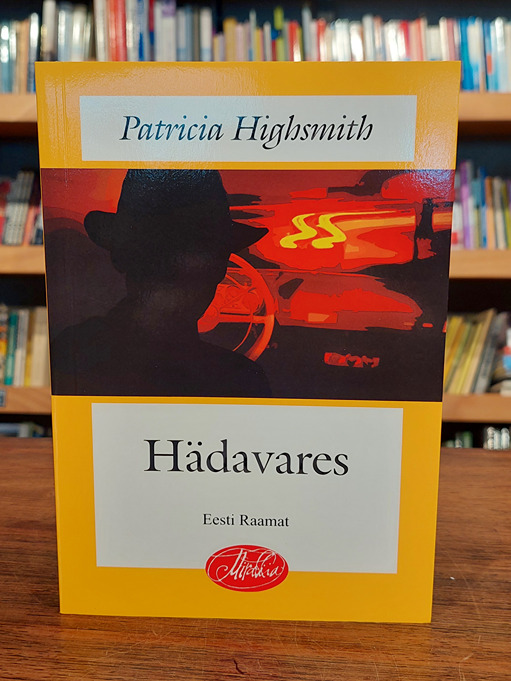 Patricia Highsmith
Hädavares
Eesti Raamat